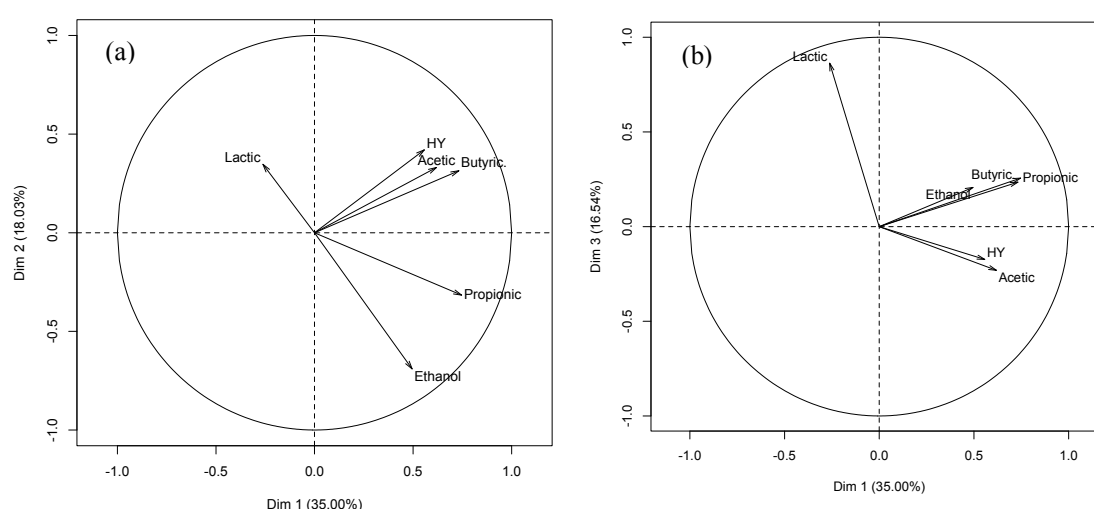 (a)
1.0
0.5
0.0
-0.5
-1.0
Dim 2 (18.03%)
HY
Lactic
Acetic
Butyric.
Propionic
Ethanol
-1.0
-0.5
0.0
0.5
1.0
Dim 1 (35.00%)
(b)
1.0
0.5
0.0
-0.5
-1.0
Dim 3 (16.54%)
Lactic
Butyric.
Propionic
Ethanol
HY
Acetic
-1.0
-0.5
0.0
0.5
1.0
Dim 1 (35.00%)